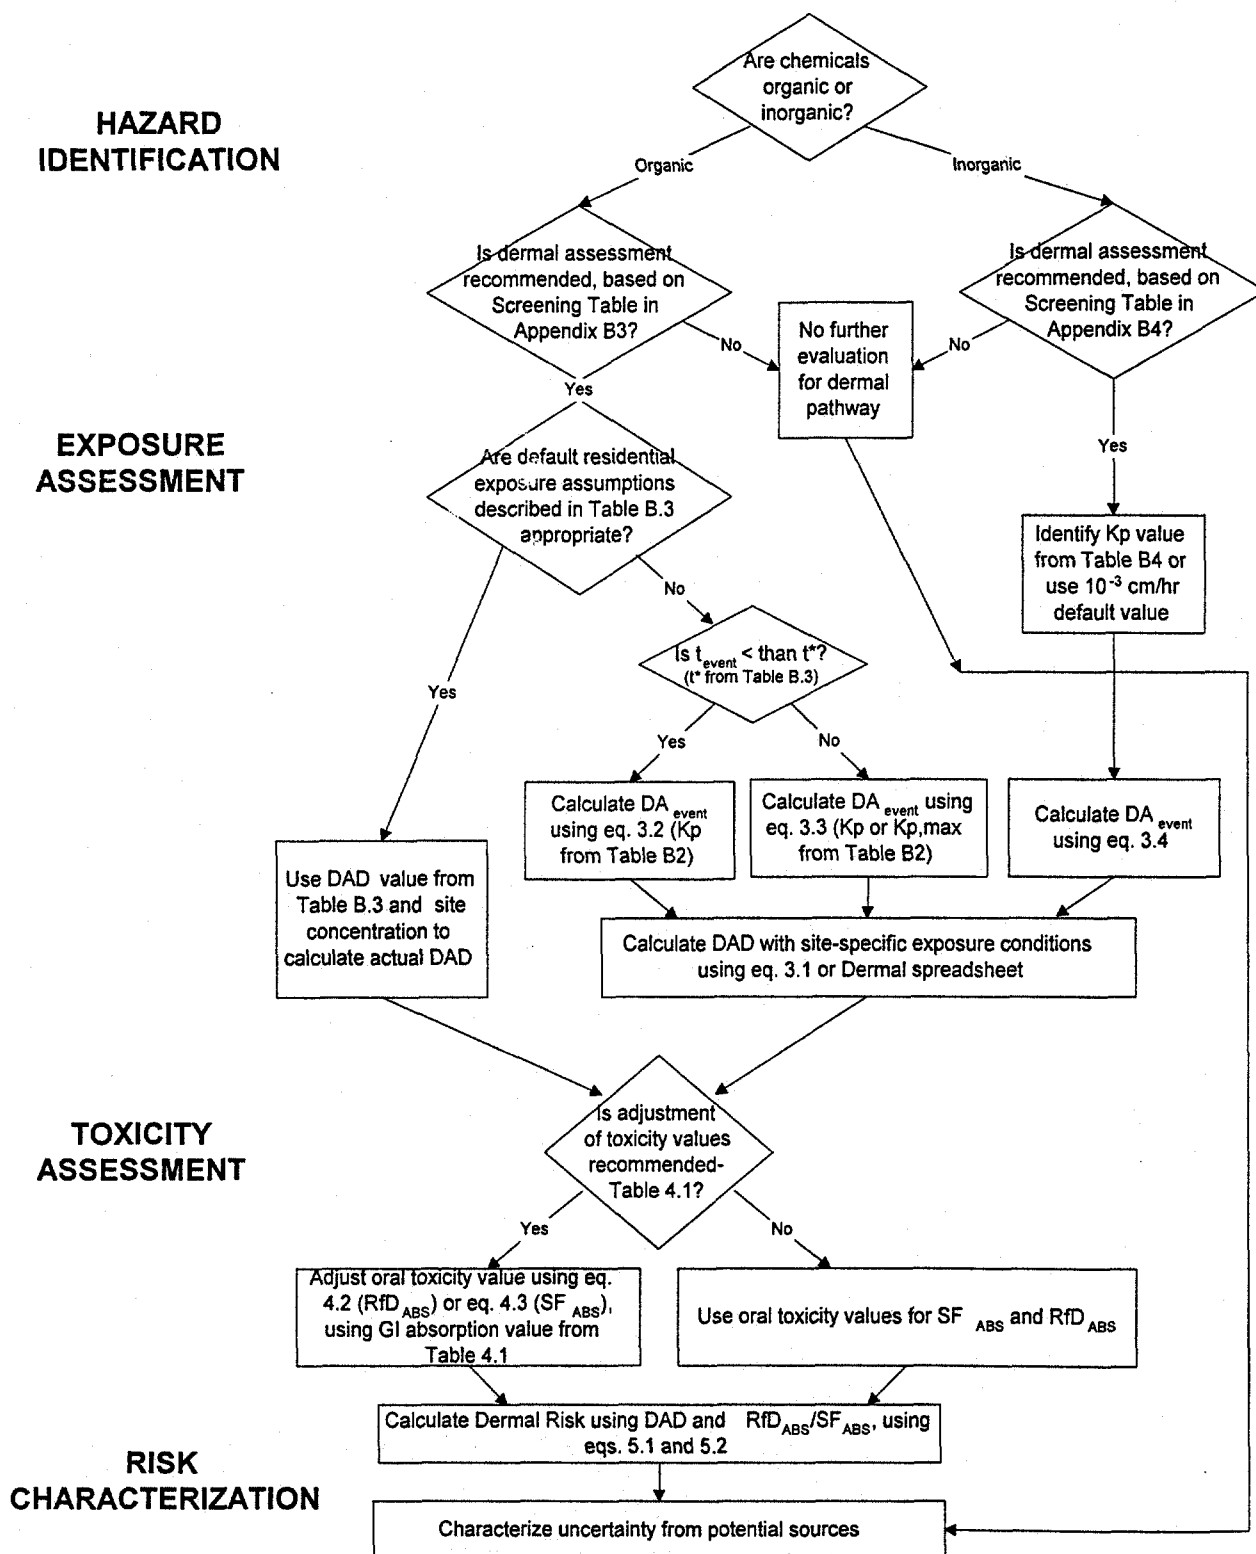 Are chemicals
organic or
inorganic?
HAZARD
IDENTIFICATION
Organic
Inorganic
Is dermal assessment
recommended, based on
Screening Table in
Appendix B3?
Is dermal assessment
recommended, based on
Screening Table in
Appendix B4?
No
No
No further
evaluation
for dermal
pathway
Yes
Yes
EXPOSURE
ASSESSMENT
Are default residential
exposure assumptions
described in Table B.3
appropriate?
Identify Kp value
from Table B4 or
use 10⁻³ cm/hr
default value
No
Is t event < than t*?
(t* from Table B.3)
Yes
Yes
No
Calculate DA event
using eq. 3.2 (Kp
from Table B2)
Calculate DA event using
eq. 3.3 (Kp or Kp,max
from Table B2)
Calculate DA event
using eq. 3.4
Use DAD value from
Table B.3 and site
concentration to
calculate actual DAD
Calculate DAD with site-specific exposure conditions
using eq. 3.1 or Dermal spreadsheet
TOXICITY
ASSESSMENT
Is adjustment
of toxicity values
recommended-
Table 4.1?
Yes
No
Adjust oral toxicity value using eq.
4.2 (RfD ABS) or eq. 4.3 (SF ABS),
using GI absorption value from
Table 4.1
Use oral toxicity values for SF ABS and RfD ABS
Calculate Dermal Risk using DAD and RfD ABS/SF ABS, using
eqs. 5.1 and 5.2
RISK
CHARACTERIZATION
Characterize uncertainty from potential sources